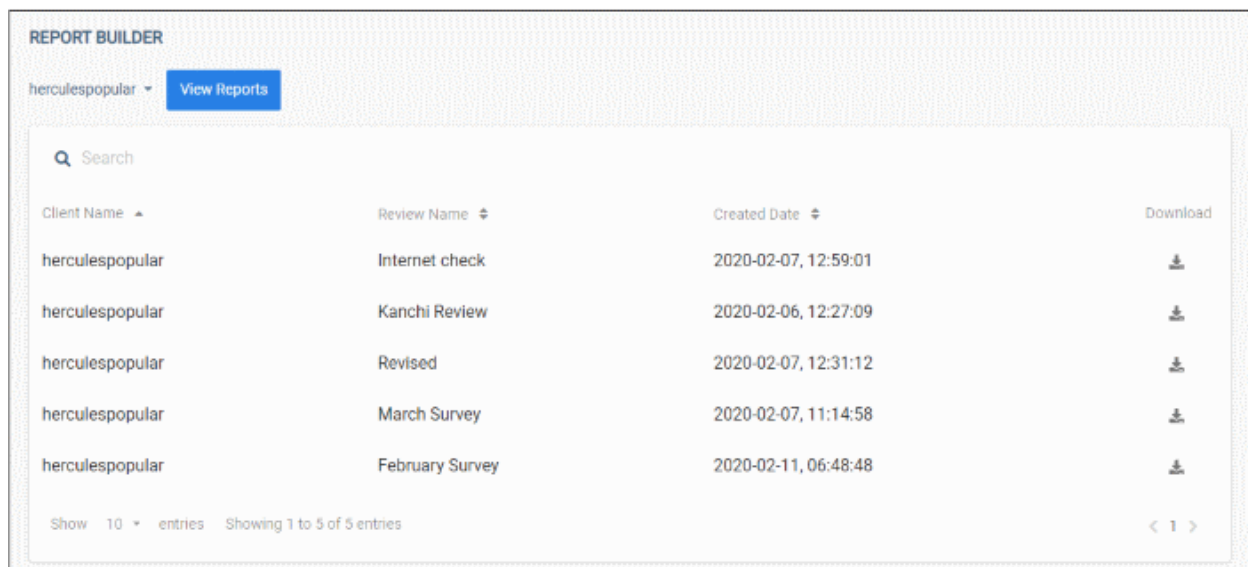 REPORT BUILDER
herculespopular View Reports
Search
Client Name Review Name Created Date Download
herculespopular Internet check 2020-02-07, 12:59:01
herculespopular Kanchi Review 2020-02-06, 12:27:09
herculespopular Revised 2020-02-07, 12:31:12
herculespopular March Survey 2020-02-07, 11:14:58
herculespopular February Survey 2020-02-11, 06:48:48
Show 10 entries Showing 1 to 5 of 5 entries < 1 >